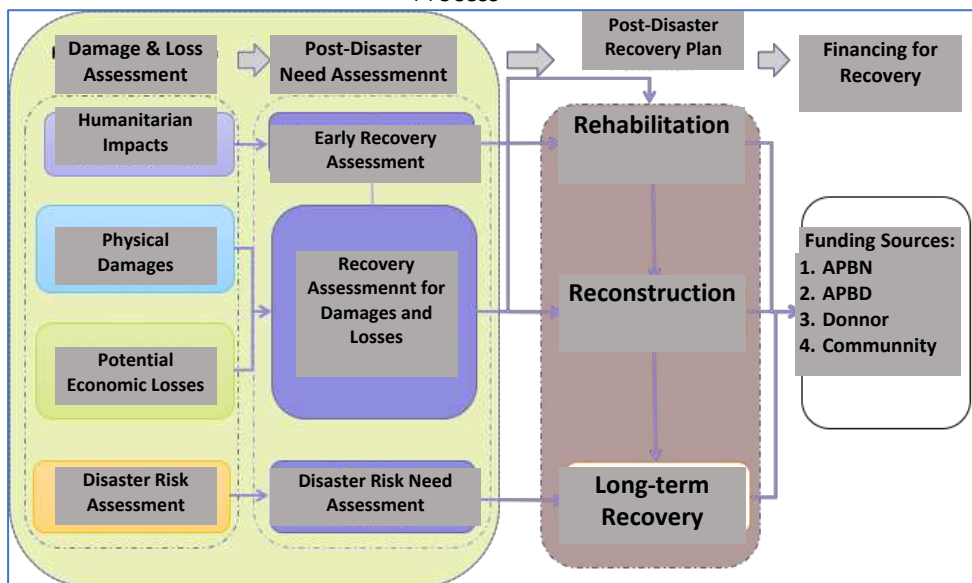 Process
Damage & Loss
Assessment
Post-Disaster
Need Assessmennt
Post-Disaster
Recovery Plan
Financing for
Recovery
Humanitarian
Impacts
Early Recovery
Assessment
Rehabilitation
Physical
Damages
Recovery
Assessmennt for
Damages and
Losses
Reconstruction
Funding Sources:
1. APBN
2. APBD
3. Donnor
4. Communnity
Potential
Economic Losses
Disaster Risk
Assessment
Disaster Risk Need
Assessment
Long-term
Recovery